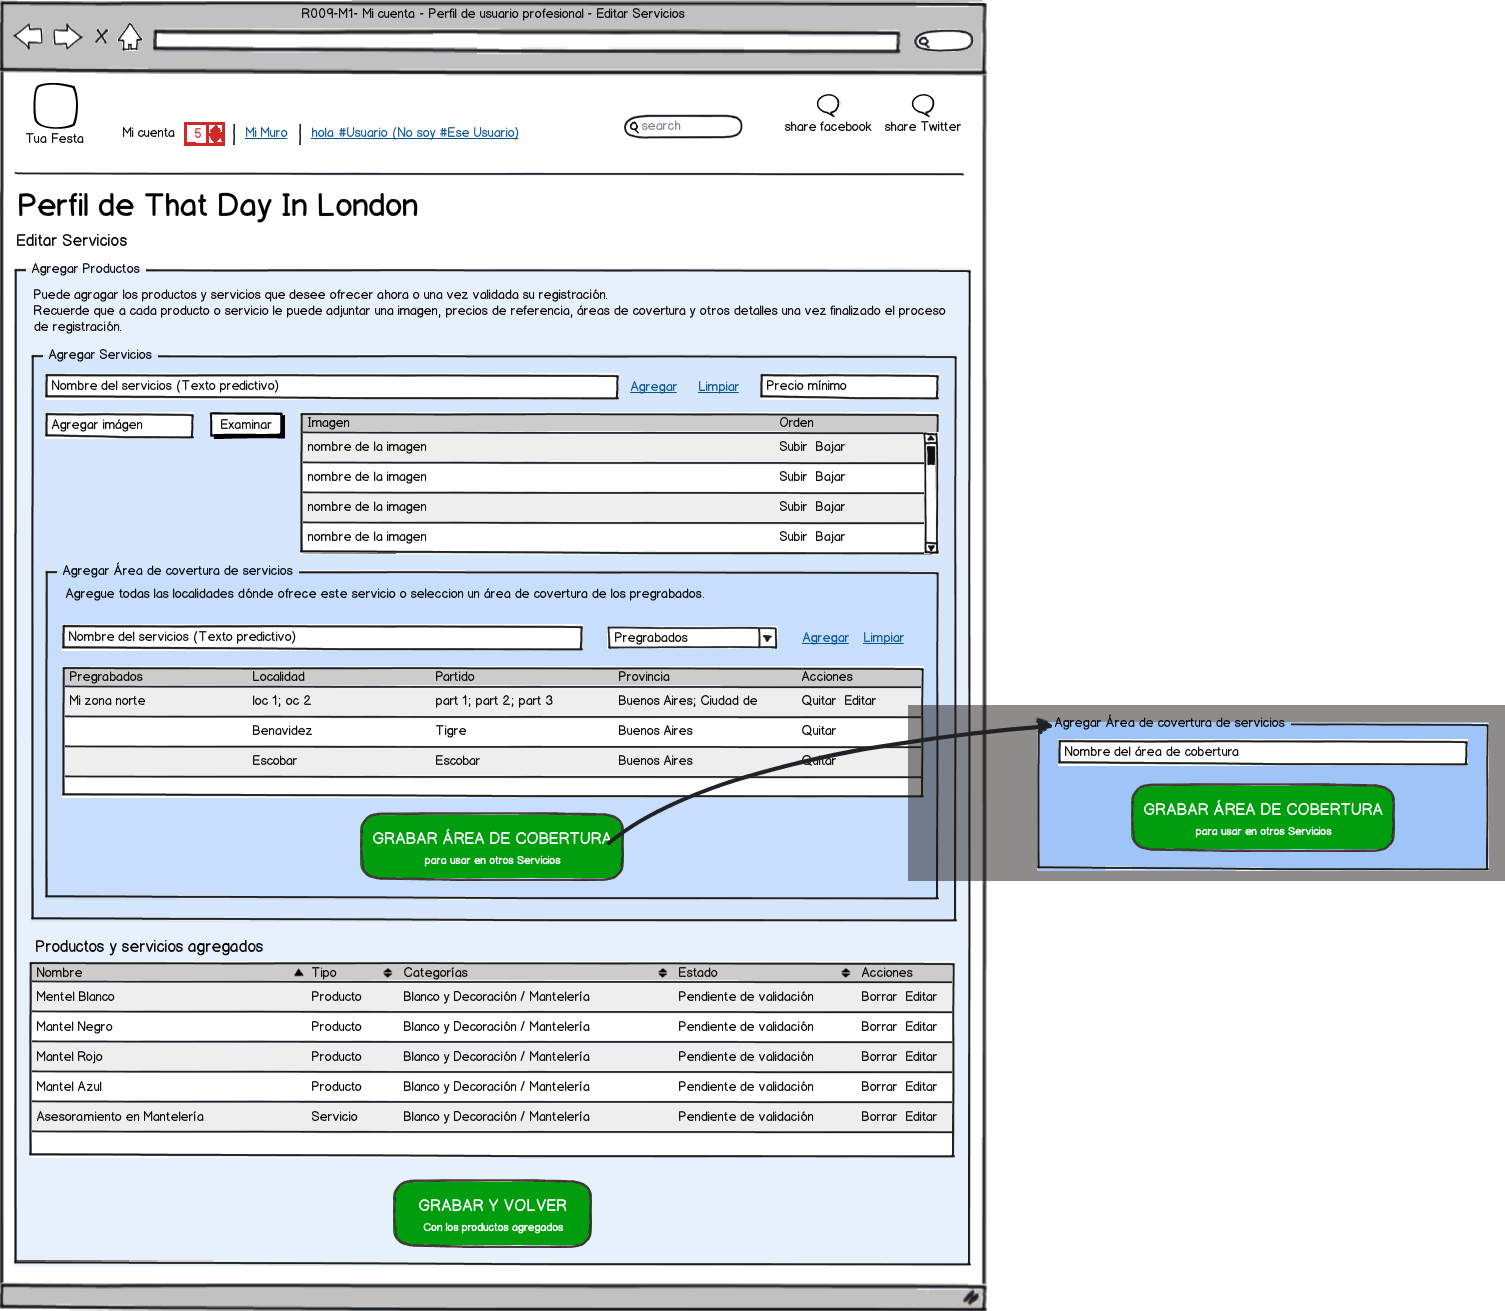 R009-M1- Mi cuenta - Perfil de usuario profesional - Editar Servicios
Tua Festa
Mi cuenta 5 Mi Muro hola #Usuario (No soy #Ese Usuario)
search
share facebook share Twitter
Perfil de That Day In London
Editar Servicios
Agregar Productos
Puede agragar los productos y servicios que desee ofrecer ahora o una vez validada su registración.
Recuerde que a cada producto o servicio le puede adjuntar una imagen, precios de referencia, áreas de covertura y otros detalles una vez finalizado el proceso
de registración.
Agregar Servicios
Nombre del servicios (Texto predictivo) Agregar Limpiar Precio mínimo
Agregar imágen Examinar
Imagen Orden
nombre de la imagen Subir Bajar
nombre de la imagen Subir Bajar
nombre de la imagen Subir Bajar
nombre de la imagen Subir Bajar
Agregar Área de covertura de servicios
Agregue todas las localidades dónde ofrece este servicio o seleccion un área de covertura de los pregrabados.
Nombre del servicios (Texto predictivo) Pregrabados Agregar Limpiar
Pregrabados Localidad Partido Provincia Acciones
Mi zona norte loc 1; oc 2 part 1; part 2; part 3 Buenos Aires; Ciudad de Quitar Editar
Benavidez Tigre Buenos Aires Quitar
Escobar Escobar Buenos Aires Quitar
GRABAR ÁREA DE COBERTURA
para usar en otros Servicios
Agregar Área de covertura de servicios
Nombre del área de cobertura
GRABAR ÁREA DE COBERTURA
para usar en otros Servicios
Productos y servicios agregados
Nombre Tipo Categorías Estado Acciones
Mentel Blanco Producto Blanco y Decoración / Mantelería Pendiente de validación Borrar Editar
Mantel Negro Producto Blanco y Decoración / Mantelería Pendiente de validación Borrar Editar
Mantel Rojo Producto Blanco y Decoración / Mantelería Pendiente de validación Borrar Editar
Mantel Azul Producto Blanco y Decoración / Mantelería Pendiente de validación Borrar Editar
Asesoramiento en Mantelería Servicio Blanco y Decoración / Mantelería Pendiente de validación Borrar Editar
GRABAR Y VOLVER
Con los productos agregados